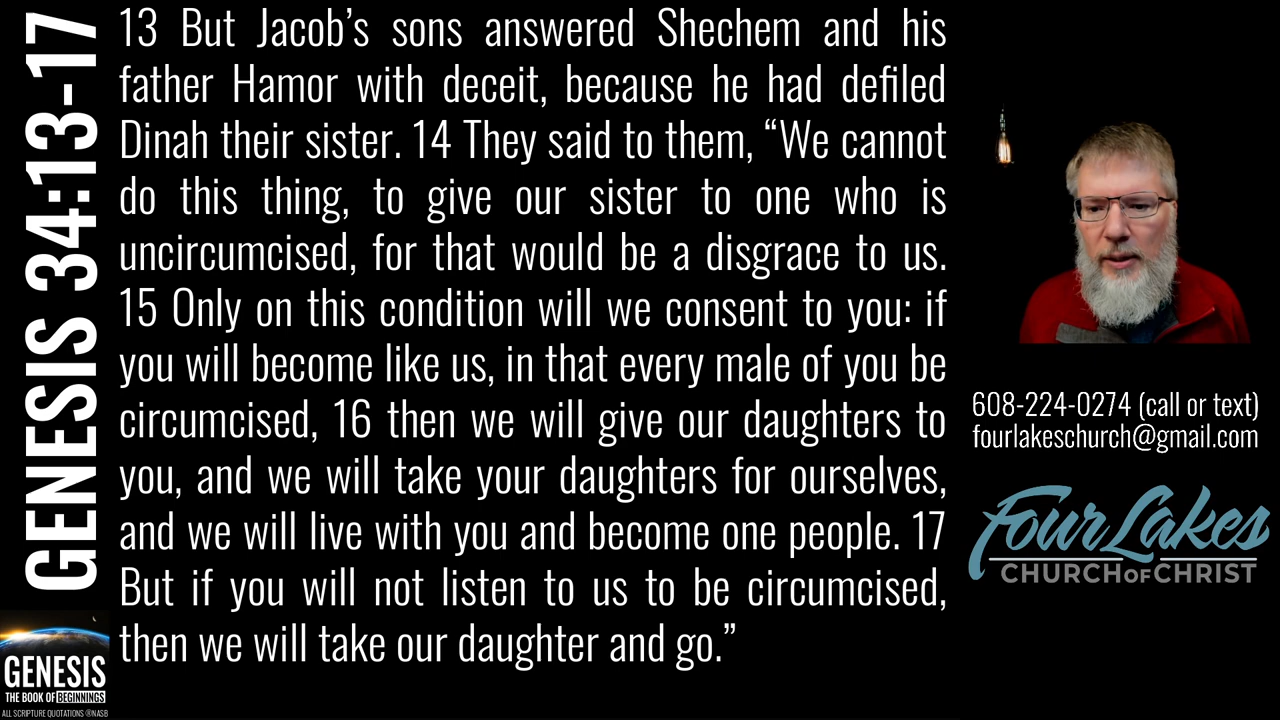 GENESIS 34:13-17
13 But Jacob’s sons answered Shechem and his
father Hamor with deceit, because he had defiled
Dinah their sister. 14 They said to them, “We cannot
do this thing, to give our sister to one who is
uncircumcised, for that would be a disgrace to us.
15 Only on this condition will we consent to you: if
you will become like us, in that every male of you be
circumcised, 16 then we will give our daughters to
you, and we will take your daughters for ourselves,
and we will live with you and become one people. 17
But if you will not listen to us to be circumcised,
then we will take our daughter and go.”
608-224-0274 (call or text)
fourlakeschurch@gmail.com
Four Lakes
CHURCH OF CHRIST
GENESIS
THE BOOK OF BEGINNINGS
ALL SCRIPTURE QUOTATIONS @NASB